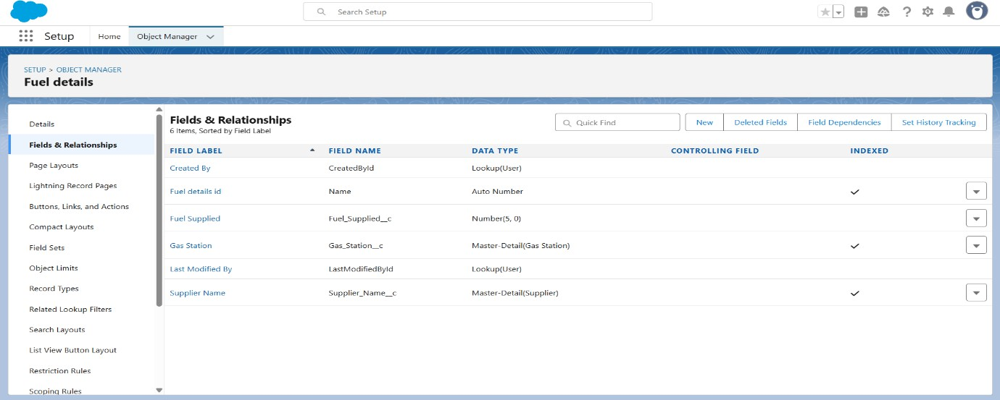 Search Setup
Setup Home Object Manager
SETUP > OBJECT MANAGER
Fuel details
Details
Fields & Relationships
Page Layouts
Lightning Record Pages
Buttons, Links, and Actions
Compact Layouts
Field Sets
Object Limits
Record Types
Related Lookup Filters
Search Layouts
List View Button Layout
Restriction Rules
Scoping Rules
Fields & Relationships
6 Items, Sorted by Field Label
Quick Find New Deleted Fields Field Dependencies Set History Tracking
FIELD LABEL FIELD NAME DATA TYPE CONTROLLING FIELD INDEXED
Created By CreatedById Lookup(User)
Fuel details id Name Auto Number
Fuel Supplied Fuel_Supplied__c Number(5, 0)
Gas Station Gas_Station__c Master-Detail(Gas Station)
Last Modified By LastModifiedById Lookup(User)
Supplier Name Supplier_Name__c Master-Detail(Supplier)